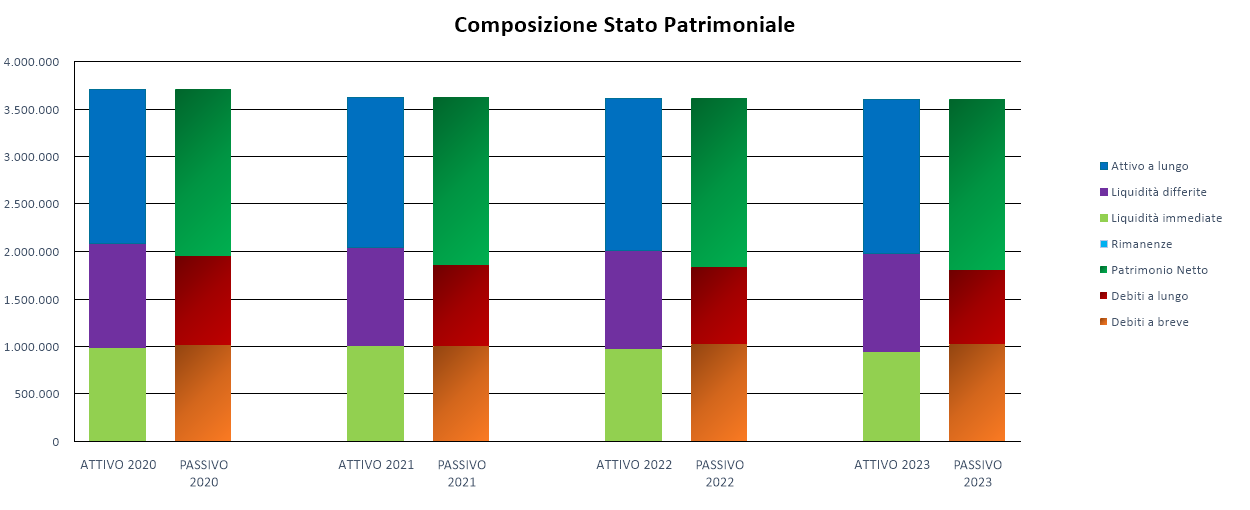 Composizione Stato Patrimoniale
4.000.000
3.500.000
3.000.000
2.500.000
2.000.000
1.500.000
1.000.000
500.000
0
ATTIVO 2020
PASSIVO
2020
ATTIVO 2021
PASSIVO
2021
ATTIVO 2022
PASSIVO
2022
ATTIVO 2023
PASSIVO
2023
Attivo a lungo
Liquidità differite
Liquidità immediate
Rimanenze
Patrimonio Netto
Debiti a lungo
Debiti a breve